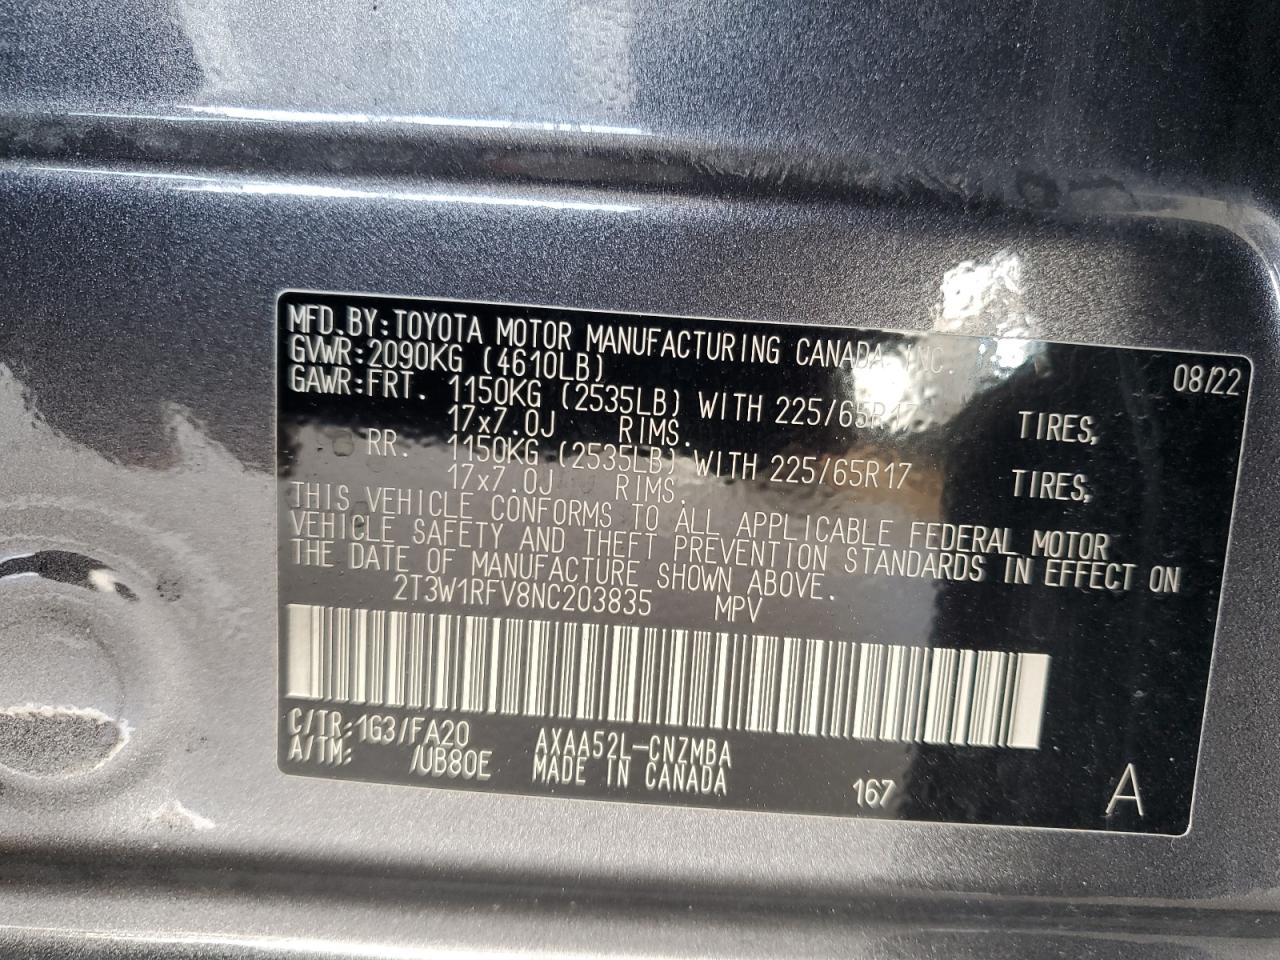 MFD.BY:TOYOTA MOTOR MANUFACTURING CANADA INC. 08/22
GVWR:2090KG (4610LB)
GAWR:FRT. 1150KG (2535LB) WITH 225/65R17 TIRES,
17x7.0J RIMS.
RR. 1150KG (2535LB) WITH 225/65R17 TIRES,
17x7.0J RIMS.
THIS VEHICLE CONFORMS TO ALL APPLICABLE FEDERAL MOTOR
VEHICLE SAFETY AND THEFT PREVENTION STANDARDS IN EFFECT ON
THE DATE OF MANUFACTURE SHOWN ABOVE.
2T3W1RFV8NC203835 MPV
C/TR:1G3/FA20 AXAA52L-CNZMBA
A/TM: /UB80E MADE IN CANADA 167 A